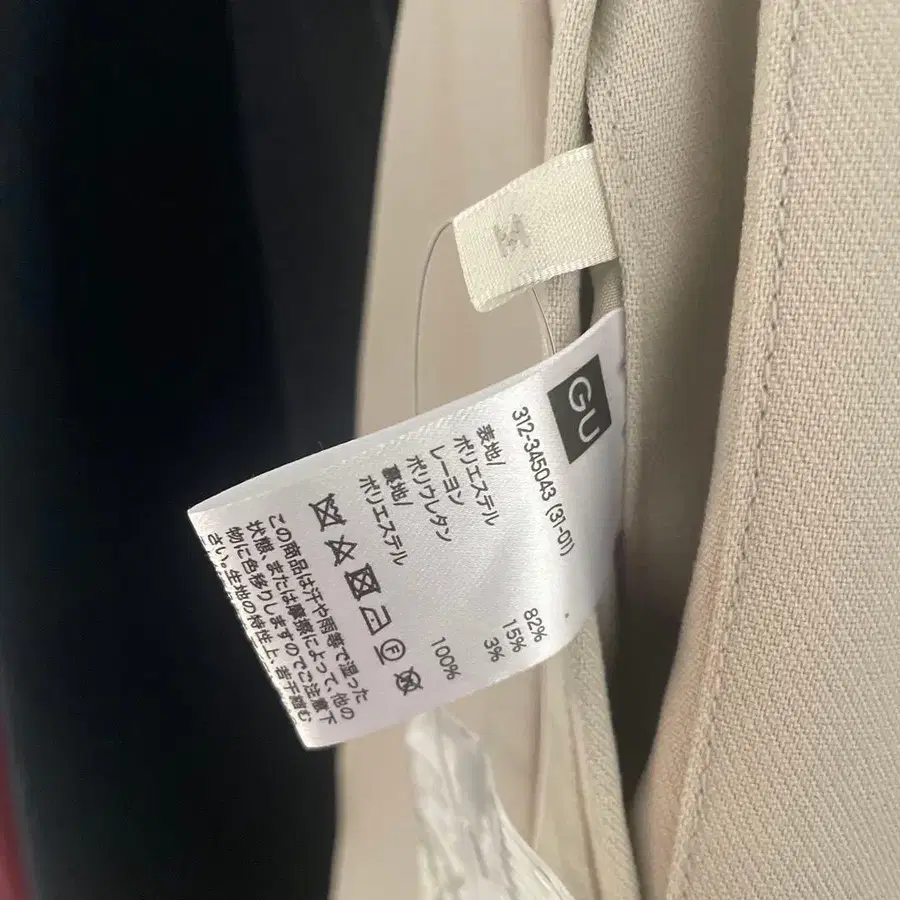 M
GU
312-345043 (31-01)
表地/
ポリエステル 82%
レーヨン 15%
ポリウレタン 3%
裏地/
ポリエステル 100%
F
この商品は汗や雨等で湿った
状態、または摩擦によって、他の
物に色移りしますのでご注意下
さい。生地の特性上、若干縮む